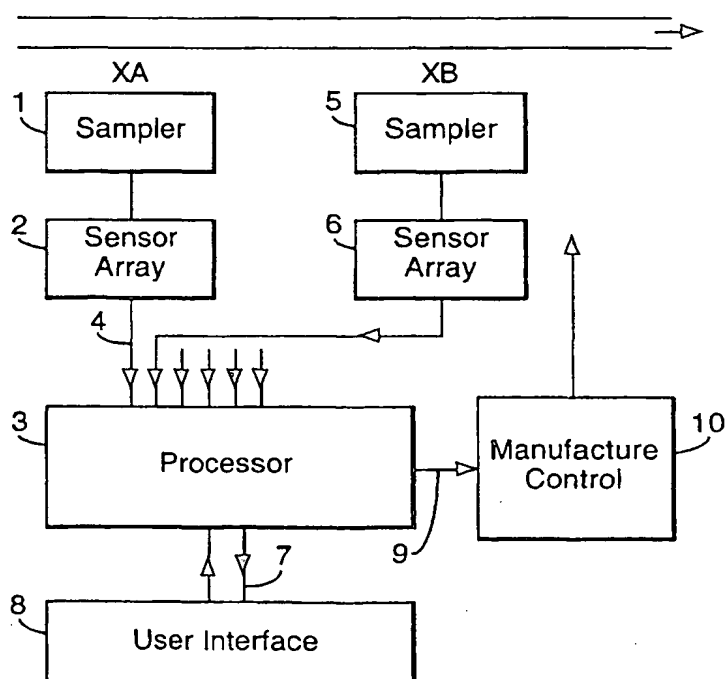 XA
XB
1
Sampler
5
Sampler
2
Sensor
Array
6
Sensor
Array
4
3
Processor
Manufacture
Control
10
9
7
8
User Interface